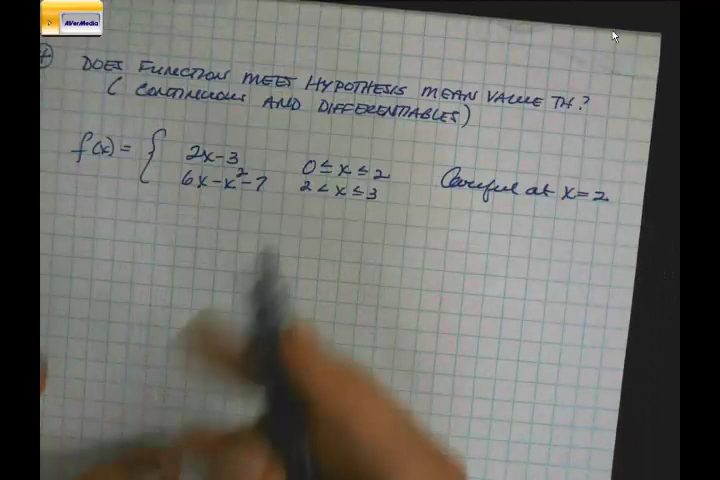 AVerMedia
DOES FUNCTION MEET HYPOTHESIS MEAN VALUE TH?
( CONTINUOUS AND DIFFERENTIABLES)
f(x) = { 2x-3 0≤x≤2
6x-x²-7 2<x≤3
Careful at x=2